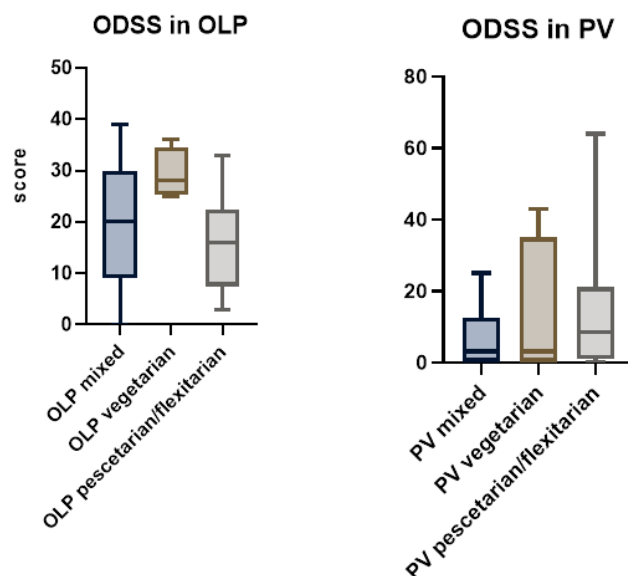 ODSS in OLP
50
40
30
20
10
0
score
OLP mixed
OLP vegetarian
OLP pescetarian/flexitarian
ODSS in PV
80
60
40
20
0
PV mixed
PV vegetarian
PV pescetarian/flexitarian